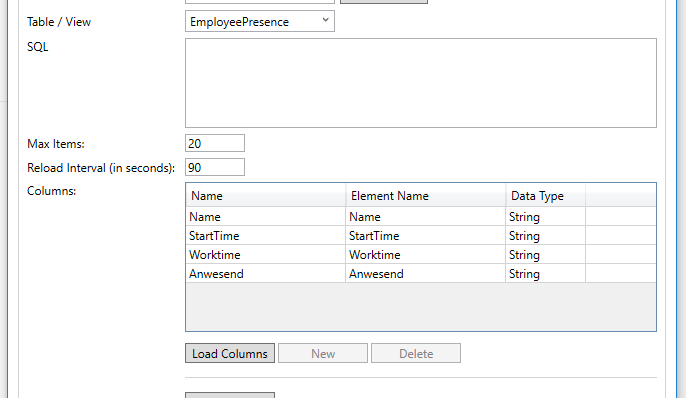 Table / View EmployeePresence
SQL
Max Items: 20
Reload Interval (in seconds): 90
Columns:
Name Element Name Data Type
Name Name String
StartTime StartTime String
Worktime Worktime String
Anwesend Anwesend String
Load Columns New Delete